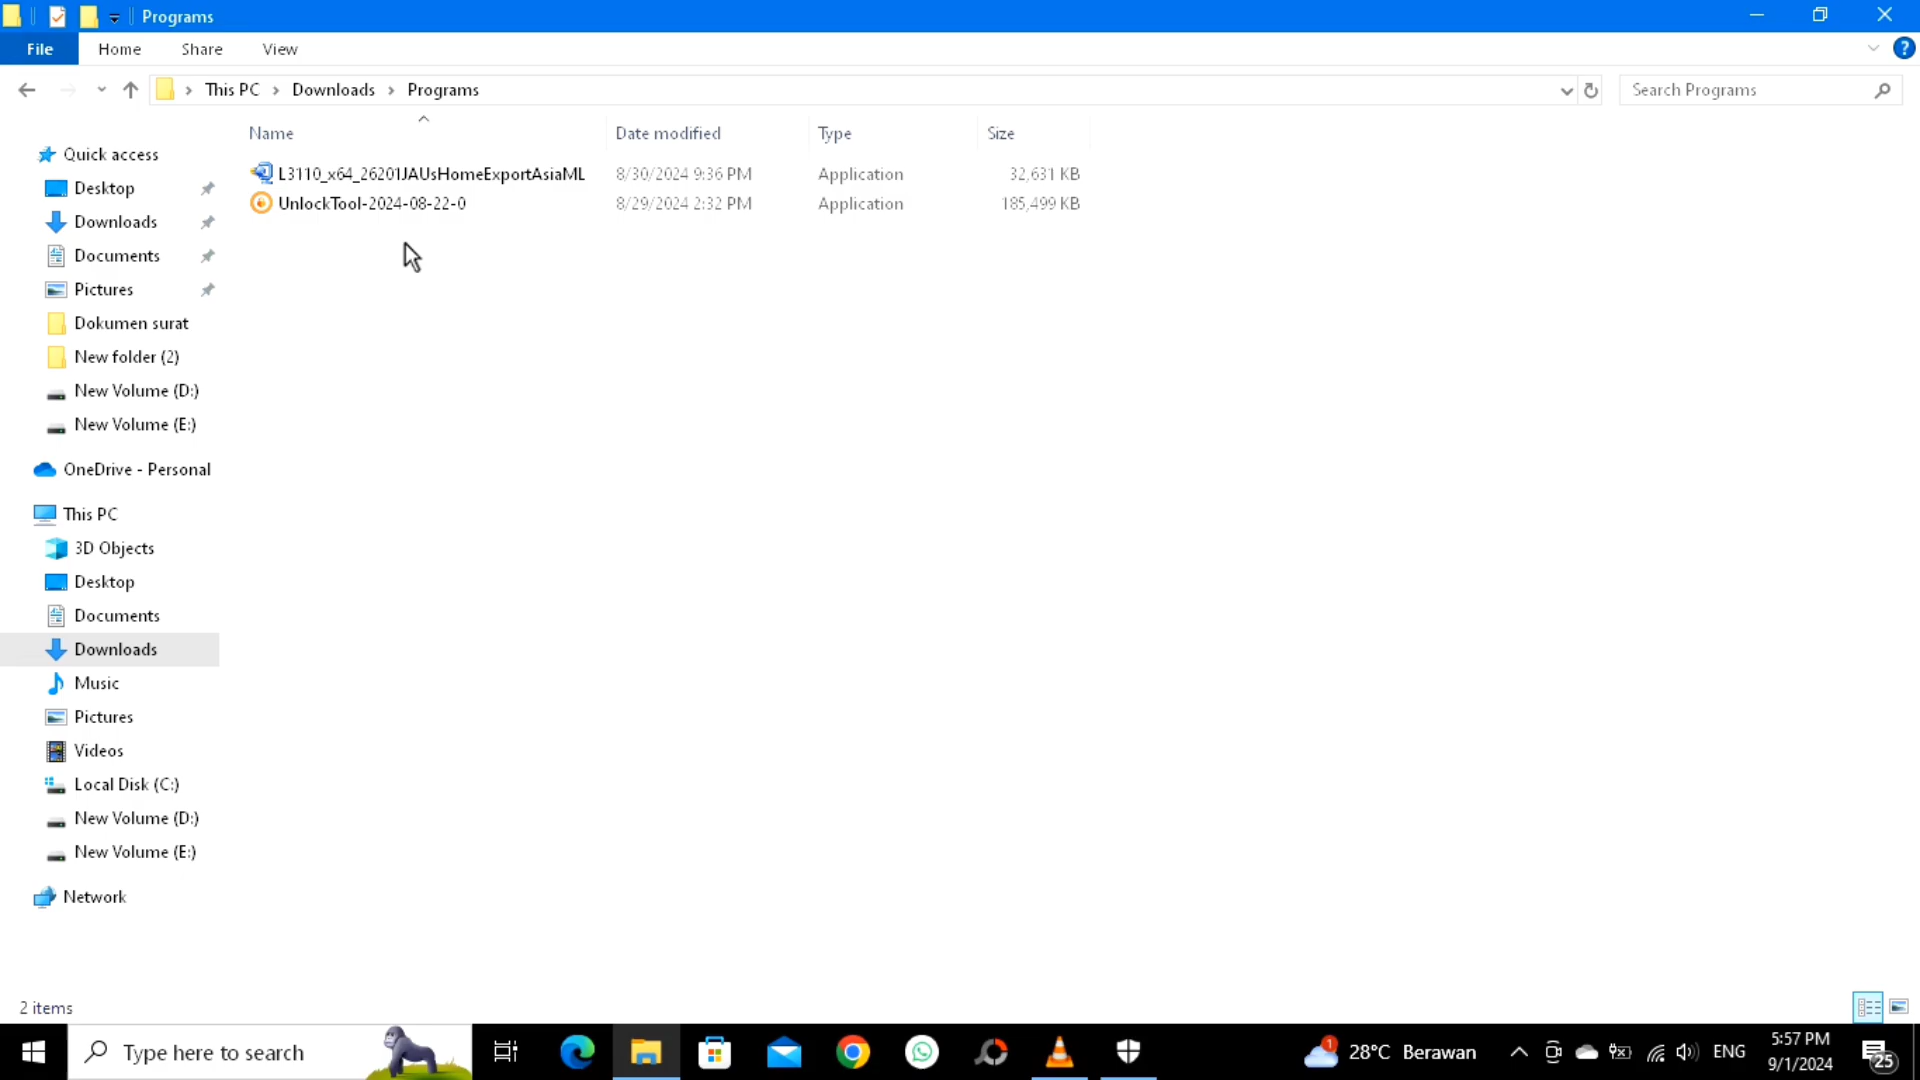 Programs
File Home Share View
This PC Downloads Programs
Search Programs
Name Date modified Type Size
L3110_x64_26201JAUsHomeExportAsiaML 8/30/2024 9:36 PM Application 32,631 KB
UnlockTool-2024-08-22-0 8/29/2024 2:32 PM Application 185,499 KB
Quick access
Desktop
Downloads
Documents
Pictures
Dokumen surat
New folder (2)
New Volume (D:)
New Volume (E:)
OneDrive - Personal
This PC
3D Objects
Desktop
Documents
Downloads
Music
Pictures
Videos
Local Disk (C:)
New Volume (D:)
New Volume (E:)
Network
2 items
Type here to search
1
28°C Berawan
ENG
5:57 PM
9/1/2024
25